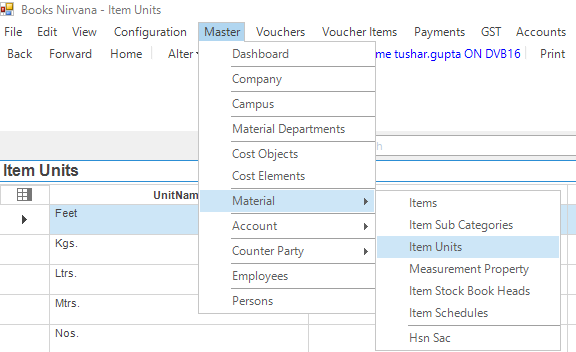 Books Nirvana - Item Units
File Edit View Configuration Master Vouchers Voucher Items Payments GST Accounts
Back Forward Home Alter me tushar.gupta ON DVB16 Print
Dashboard
Company
Campus
Material Departments
Cost Objects
Cost Elements
Material
Account
Counter Party
Employees
Persons
Items
Item Sub Categories
Item Units
Measurement Property
Item Stock Book Heads
Item Schedules
Hsn Sac
h
Item Units
UnitNam
Feet
Kgs.
Ltrs.
Mtrs.
Nos.